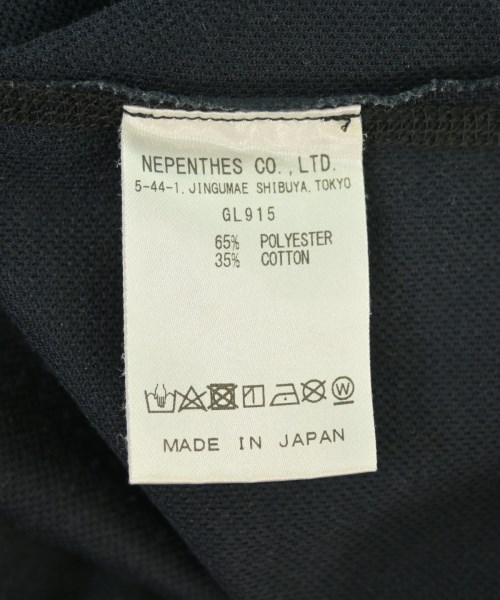 NEPENTHES CO.,LTD.
5-44-1, JINGUMAE SHIBUYA, TOKYO
GL915
65% POLYESTER
35% COTTON
W
MADE IN JAPAN